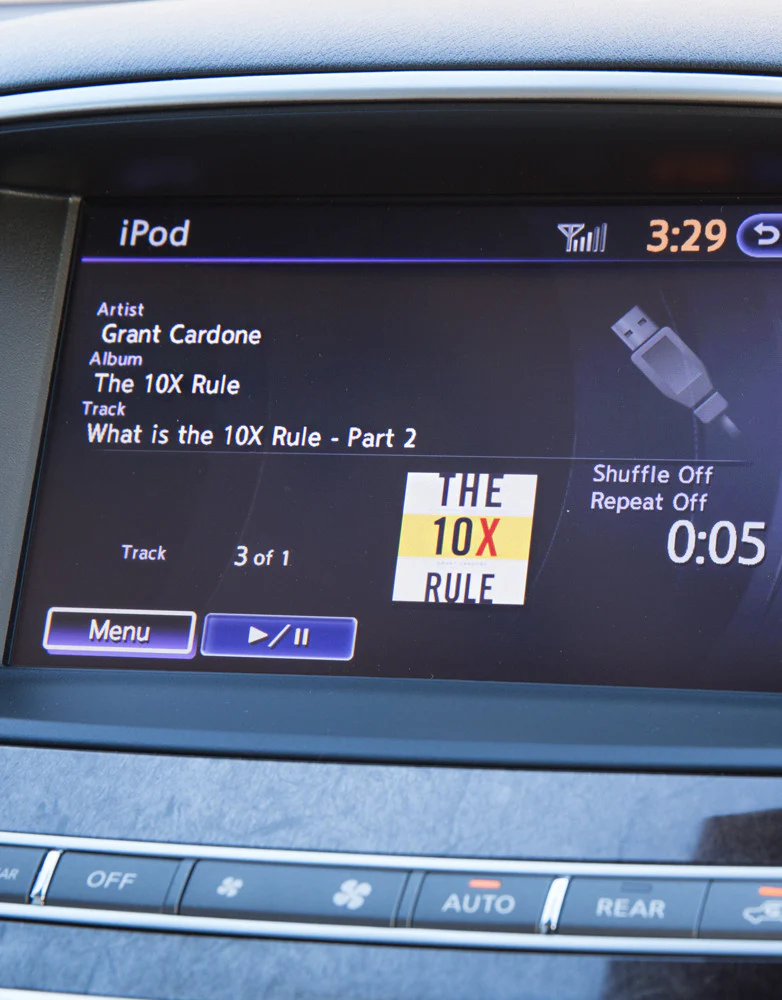 iPod
3:29
Artist
Grant Cardone
Album
The 10X Rule
Track
What is the 10X Rule - Part 2
Shuffle Off
Repeat Off
0:05
THE
10X
RULE
Track 3 of 1
Menu
OFF
AUTO
REAR